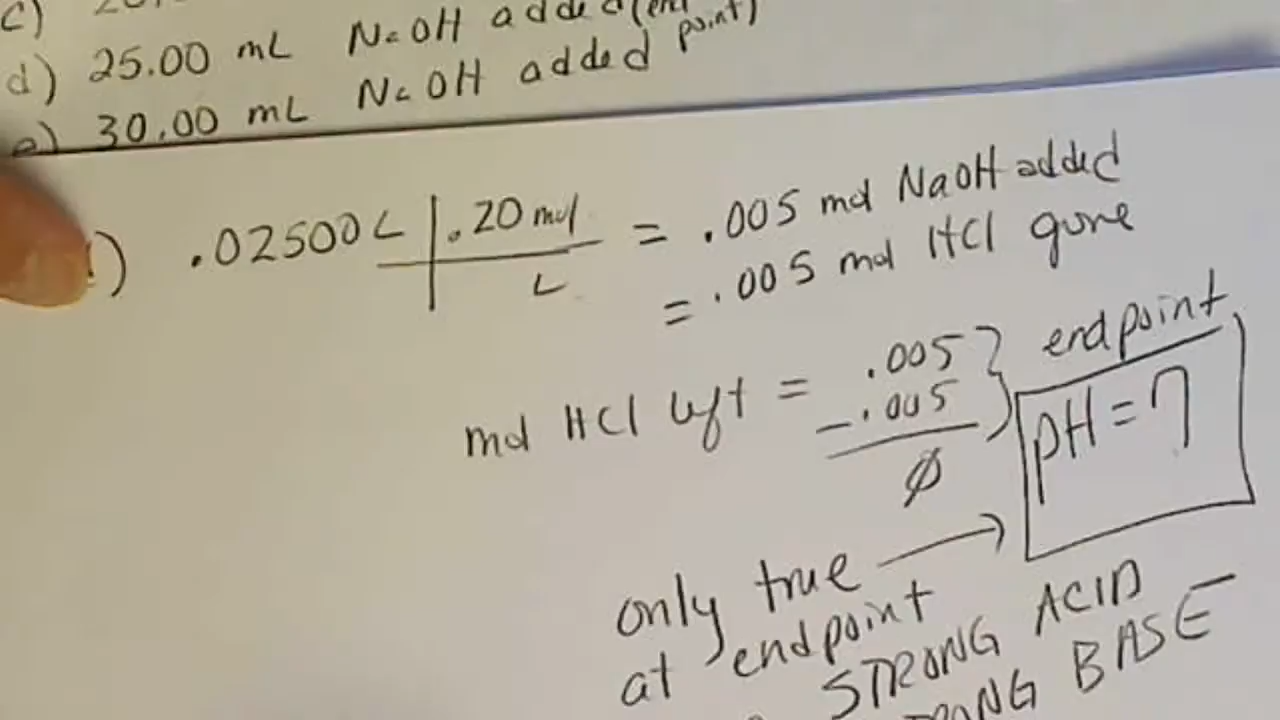 c)
d) 25.00 mL NaOH added (end point)
e) 30.00 mL NaOH added
) .02500 L | .20 mol = .005 mol NaOH added
L
= .005 mol HCl gone
mol HCl left = .005 } endpoint
- .005
ø
pH = 7
only true →
at endpoint
STRONG ACID
BASE